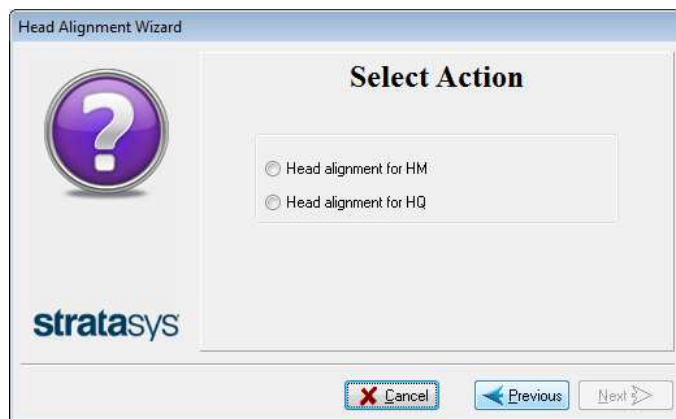 Head Alignment Wizard
Select Action
Head alignment for HM
Head alignment for HQ
stratasys
Cancel
Previous
Next